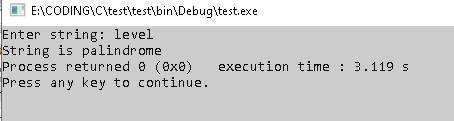 E:\CODING\C\test\test\bin\Debug\test.exe
Enter string: level
String is palindrome
Process returned 0 (0x0)   execution time : 3.119 s
Press any key to continue.